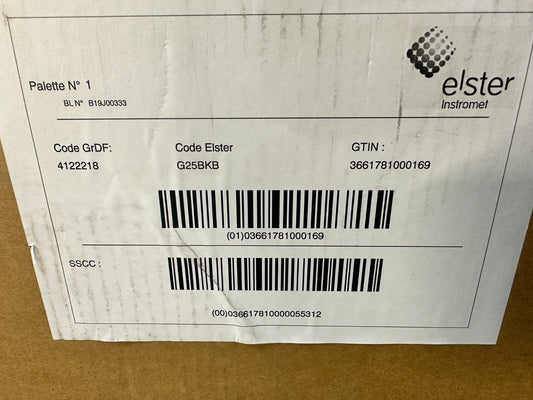 elster
Instromet
Palette N° 1
BL N° B19J00333
Code GrDF: Code Elster GTIN :
4122218 G25BKB 3661781000169
(01)03661781000169
SSCC :
(00)036617810000055312